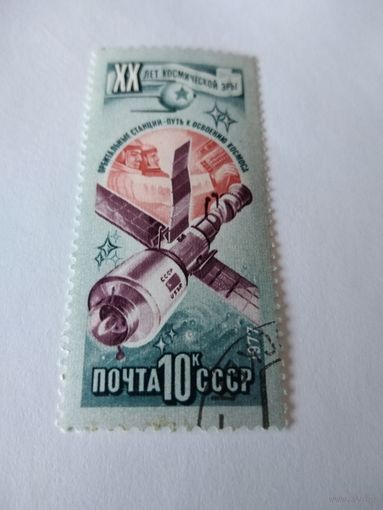 XX ЛЕТ КОСМИЧЕСКОЙ ЭРЫ
ОРБИТАЛЬНЫЕ СТАНЦИИ - ПУТЬ К ОСВОЕНИЮ КОСМОСА
СССР
1977
ПОЧТА 10К СССР